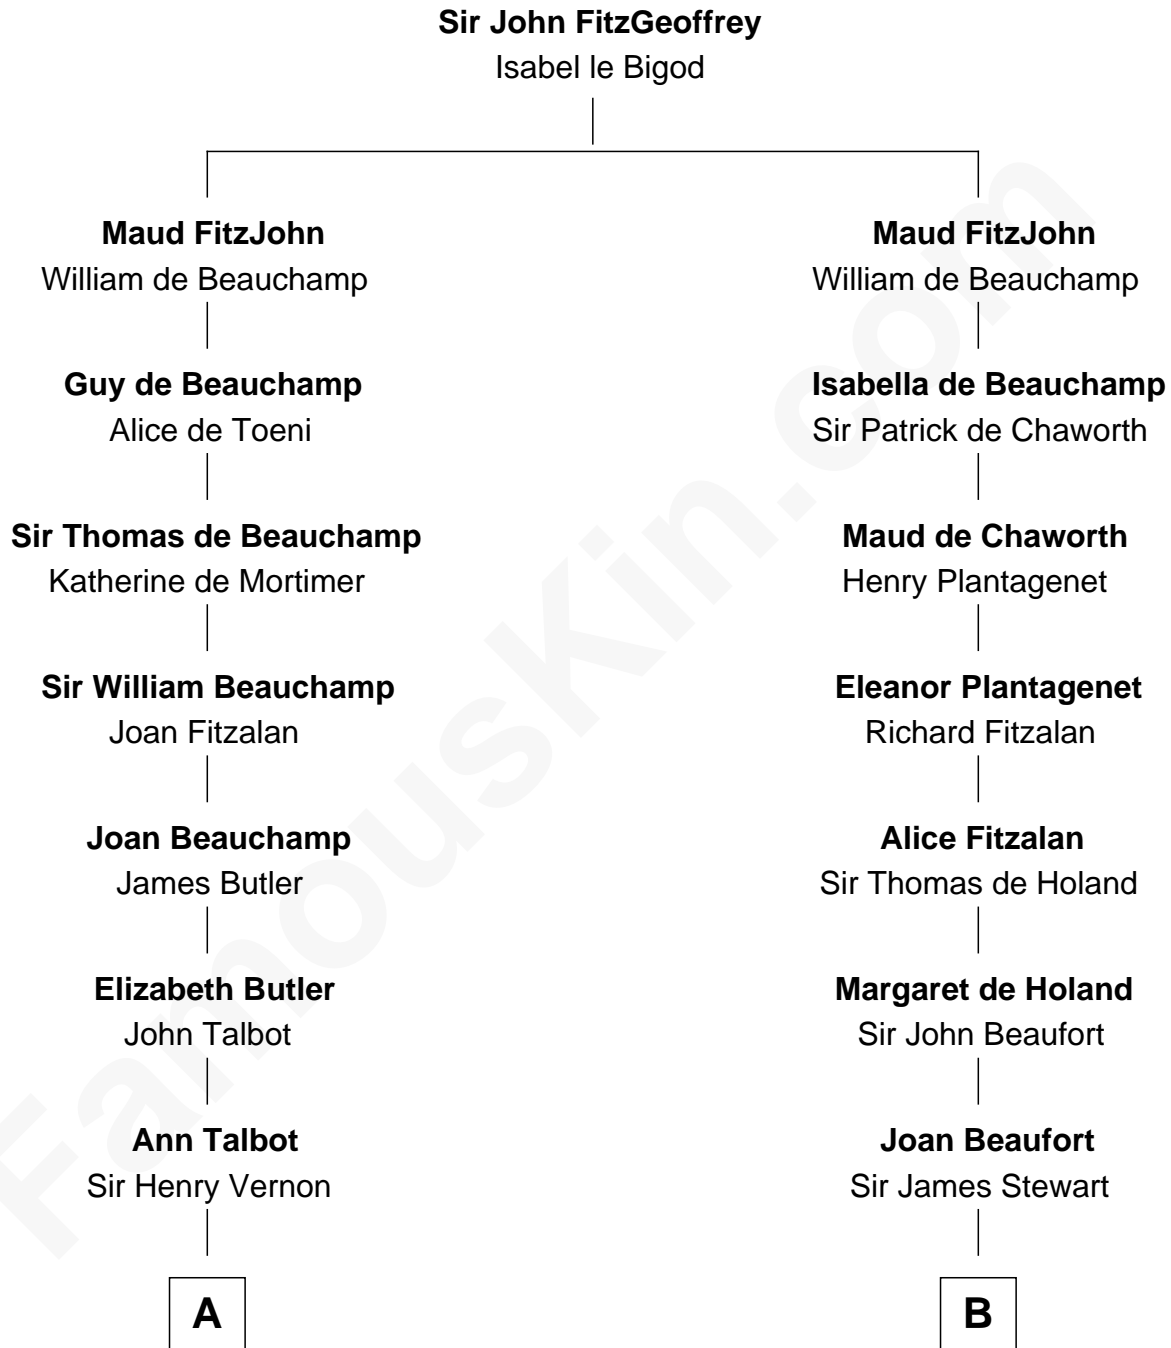 Sir John FitzGeoffrey
Isabel le Bigod
Maud FitzJohn
William de Beauchamp
Maud FitzJohn
William de Beauchamp
Guy de Beauchamp
Alice de Toeni
Isabella de Beauchamp
Sir Patrick de Chaworth
Sir Thomas de Beauchamp
Katherine de Mortimer
Maud de Chaworth
Henry Plantagenet
Sir William Beauchamp
Joan Fitzalan
Eleanor Plantagenet
Richard Fitzalan
Joan Beauchamp
James Butler
Alice Fitzalan
Sir Thomas de Holand
Elizabeth Butler
John Talbot
Margaret de Holand
Sir John Beaufort
Ann Talbot
Sir Henry Vernon
Joan Beaufort
Sir James Stewart
A
B
FamousKin.com